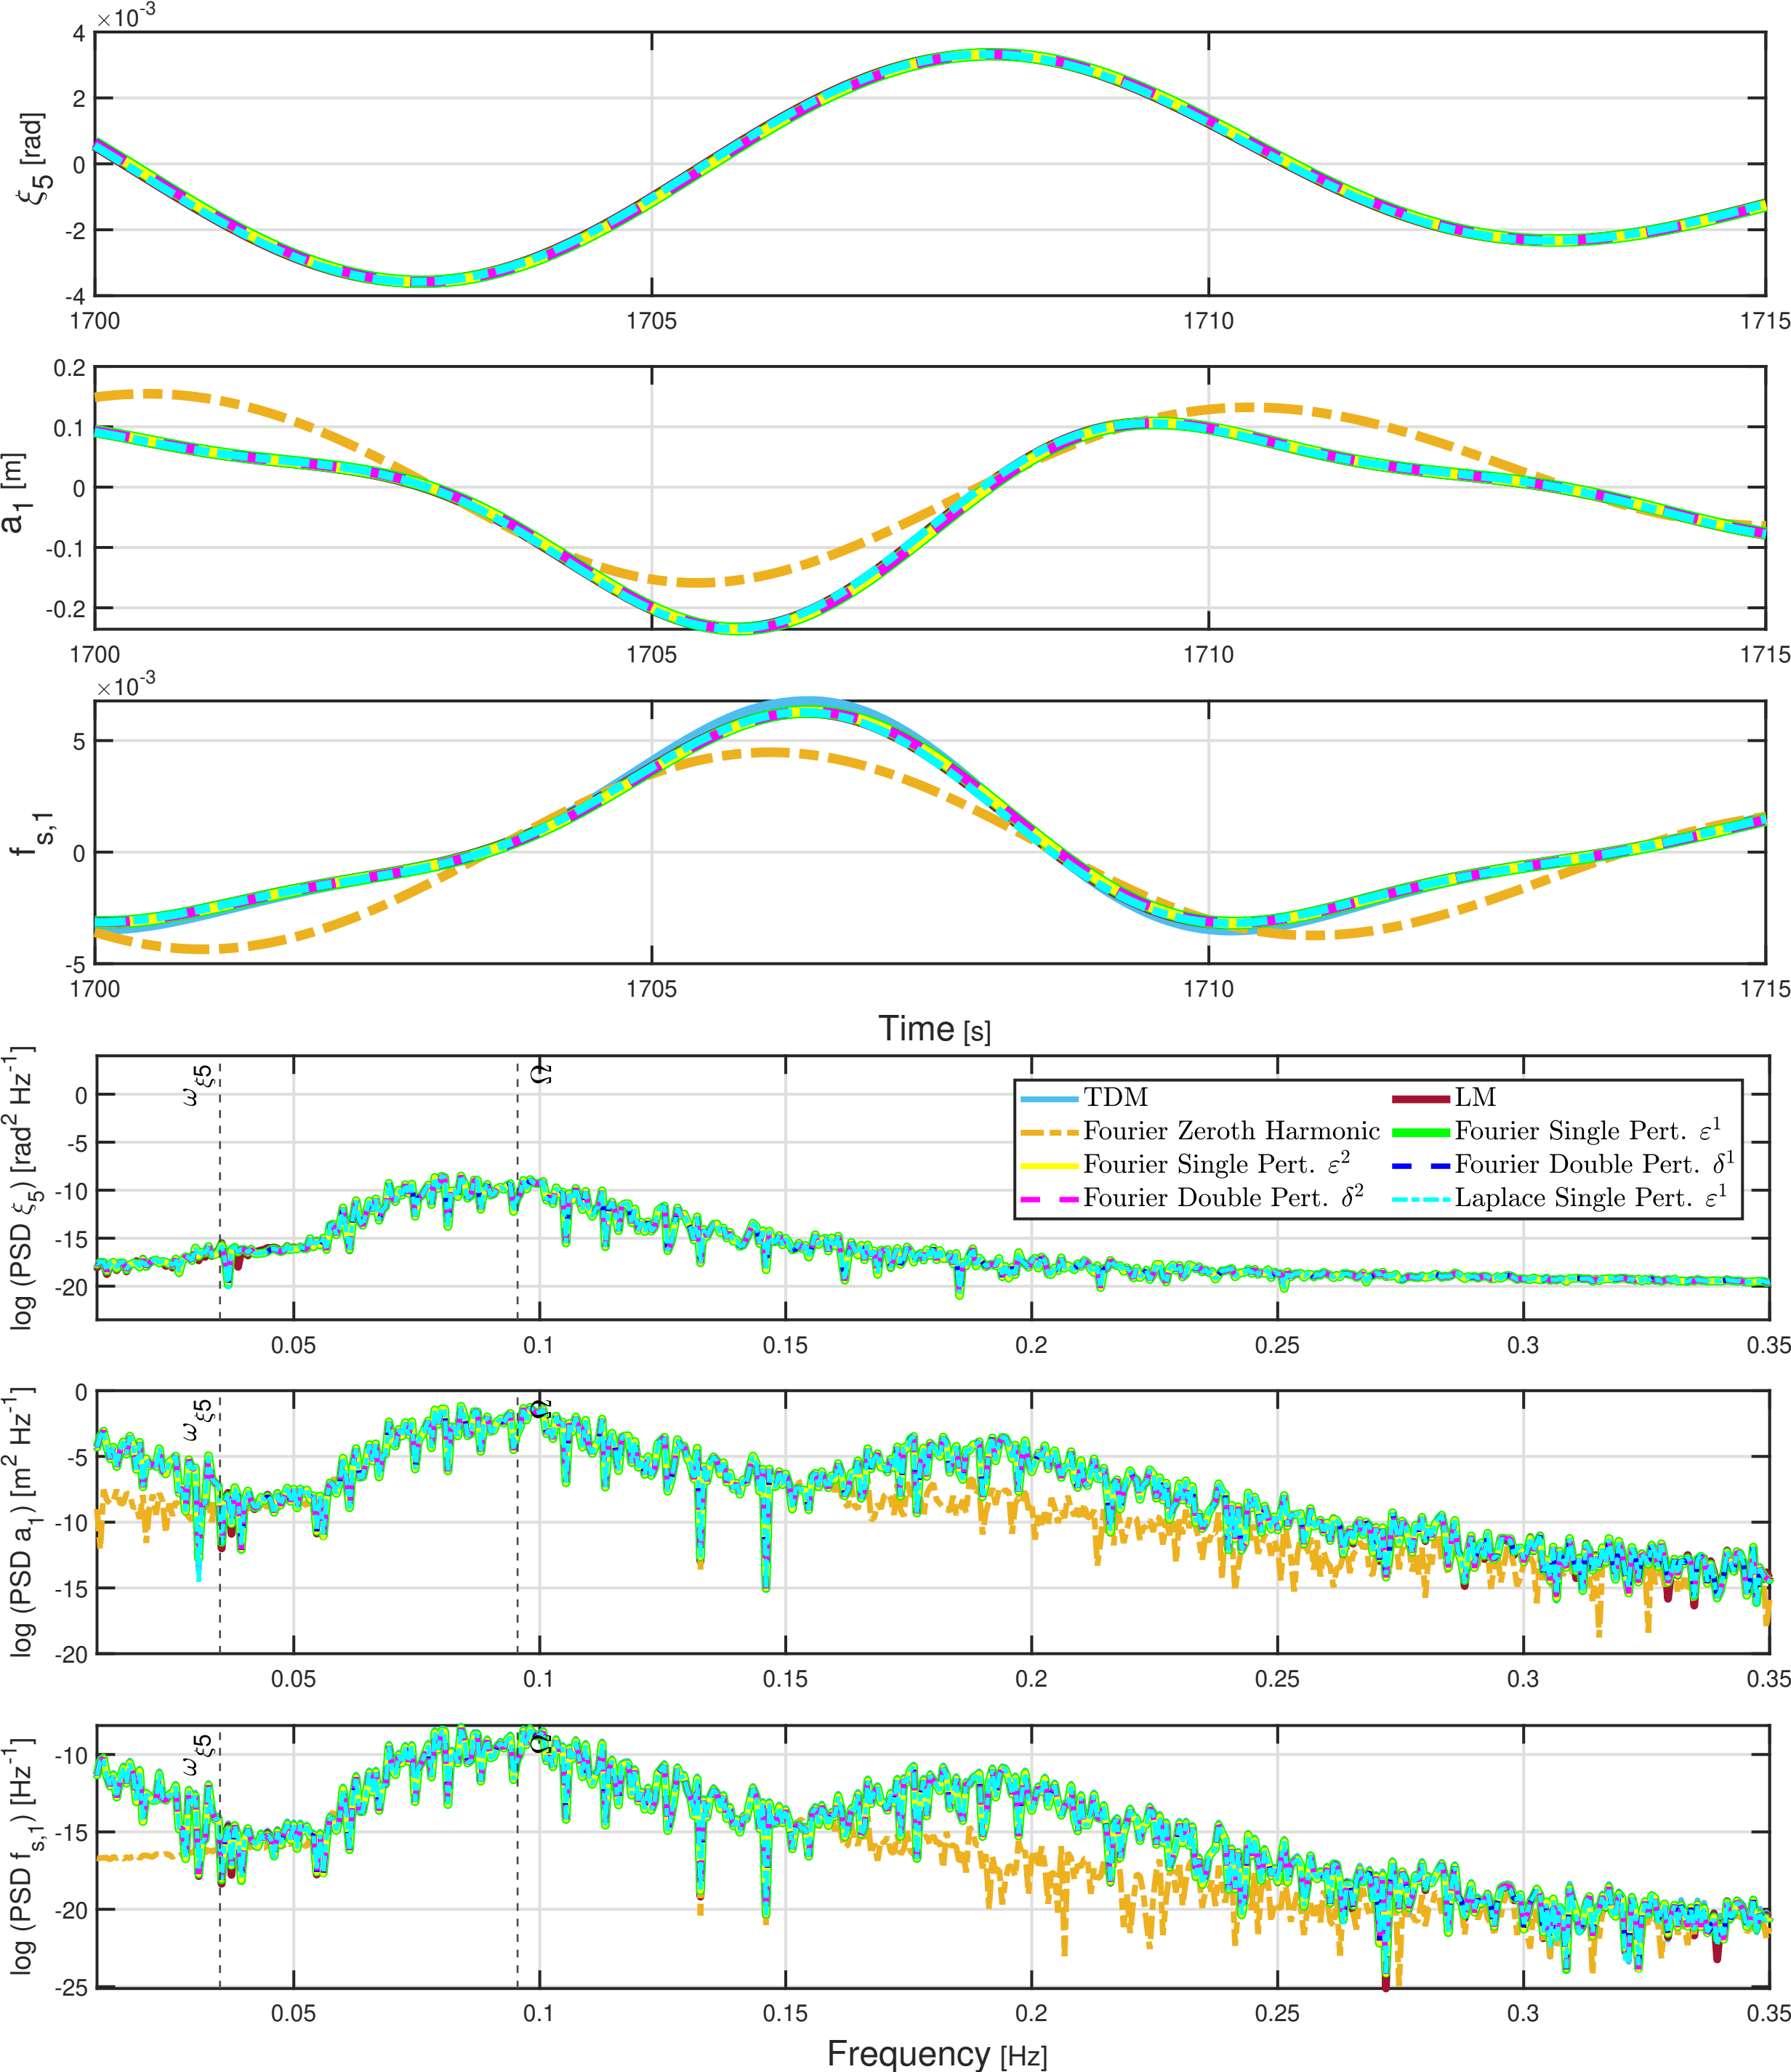 ×10-3
4
2
0
-2
-4
ξ5 [rad]
1700 1705 1710 1715
0.2
0.1
0
-0.1
-0.2
a1 [m]
1700 1705 1710 1715
×10-3
5
0
-5
fs,1
1700 1705 1710 1715
Time [s]
0
-5
-10
-15
-20
log (PSD ξ5) [rad2 Hz-1]
ωξ5
TDM
LM
Fourier Zeroth Harmonic
Fourier Single Pert. ε1
Fourier Single Pert. ε2
Fourier Double Pert. δ1
Fourier Double Pert. δ2
Laplace Single Pert. ε1
0.05 0.1 0.15 0.2 0.25 0.3 0.35
0
-5
-10
-15
-20
log (PSD a1) [m2 Hz-1]
ωξ5
0.05 0.1 0.15 0.2 0.25 0.3 0.35
-10
-15
-20
-25
log (PSD fs,1) [Hz-1]
ωξ5
0.05 0.1 0.15 0.2 0.25 0.3 0.35
Frequency [Hz]